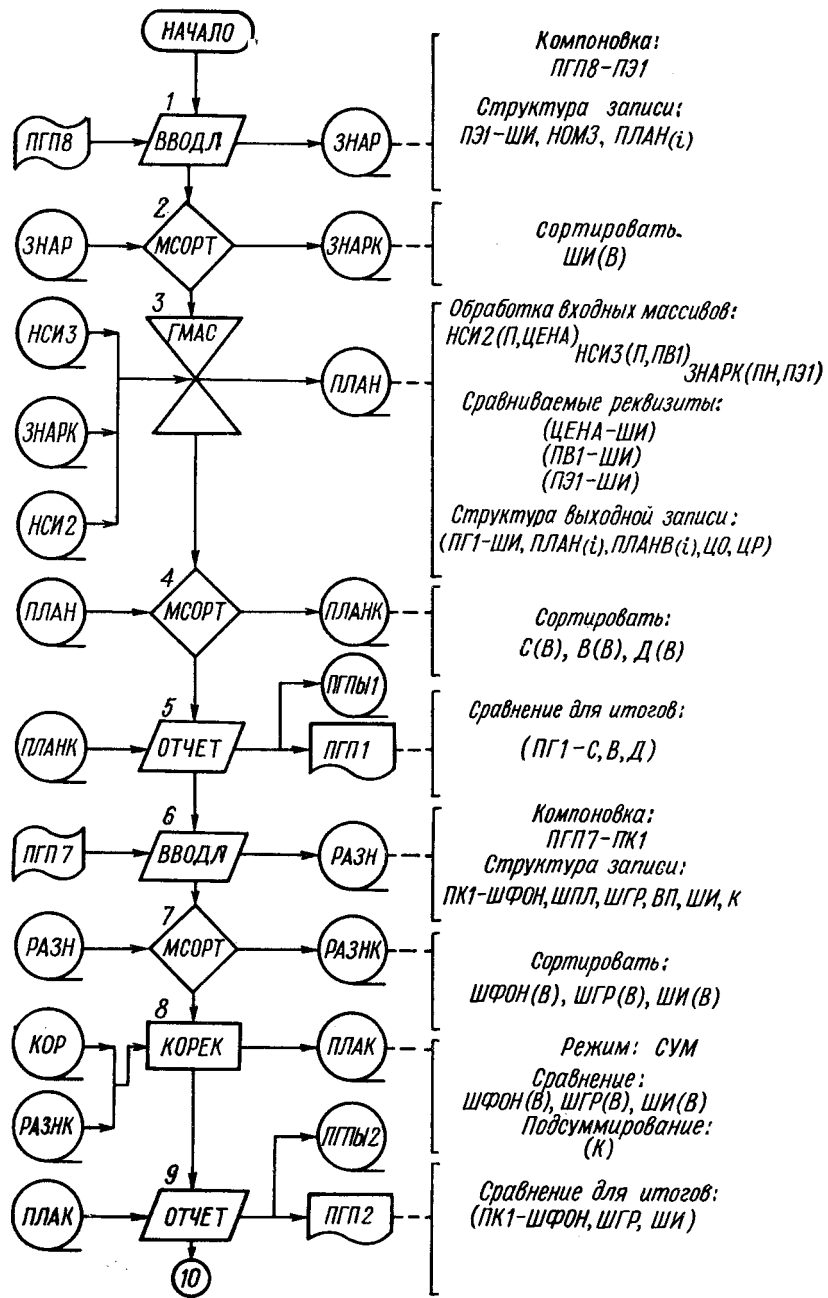 НАЧАЛО
Компоновка:
ПГП8-ПЭ1
1
ПГП8
ВВОДЛ
ЗНАР
Структура записи:
ПЭ1-ШИ, НОМЗ, ПЛАН(i)
2
ЗНАР
МСОРТ
ЗНАРК
Сортировать.
ШИ(В)
3
НСИ3
ГМАС
ЗНАРК
НСИ2
ПЛАН
Обработка входных массивов:
НСИ2(П,ЦЕНА)
НСИ3(П,ПВ1)
ЗНАРК(ПН,ПЭ1)
Сравниваемые реквизиты:
(ЦЕНА-ШИ)
(ПВ1-ШИ)
(ПЭ1-ШИ)
Структура выходной записи:
(ПГ1-ШИ, ПЛАН(i), ПЛАНВ(i), ЦО, ЦР)
4
ПЛАН
МСОРТ
ПЛАНК
Сортировать:
С(В), В(В), Д(В)
5
ПЛАНК
ОТЧЕТ
ПГПЫ1
ПГП1
Сравнение для итогов:
(ПГ1-С,В,Д)
6
ПГП7
ВВОДЛ
РАЗН
Компоновка:
ПГП7-ПК1
Структура записи:
ПК1-ШФОН, ШПЛ, ШГР, ВП, ШИ, К
7
РАЗН
МСОРТ
РАЗНК
Сортировать:
ШФОН(В), ШГР(В), ШИ(В)
8
КОР
РАЗНК
КОРЕК
ПЛАК
Режим: СУМ
Сравнение:
ШФОН(В), ШГР(В), ШИ(В)
Подсуммирование:
(К)
9
ПЛАК
ОТЧЕТ
ПГПЫ2
ПГП2
Сравнение для итогов:
(ПК1-ШФОН, ШГР, ШИ)
10